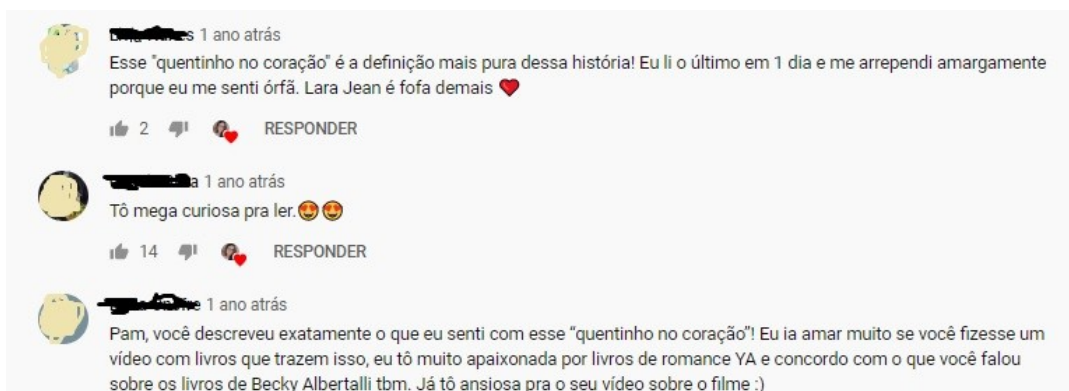 1 ano atrás
Esse "quentinho no coração" é a definição mais pura dessa história! Eu li o último em 1 dia e me arrependi amargamente
porque eu me senti órfã. Lara Jean é fofa demais
2 RESPONDER
1 ano atrás
Tô mega curiosa pra ler.
14 RESPONDER
1 ano atrás
Pam, você descreveu exatamente o que eu senti com esse “quentinho no coração”! Eu ia amar muito se você fizesse um
vídeo com livros que trazem isso, eu tô muito apaixonada por livros de romance YA e concordo com o que você falou
sobre os livros de Becky Albertalli tbm. Já tô ansiosa pra o seu vídeo sobre o filme :)